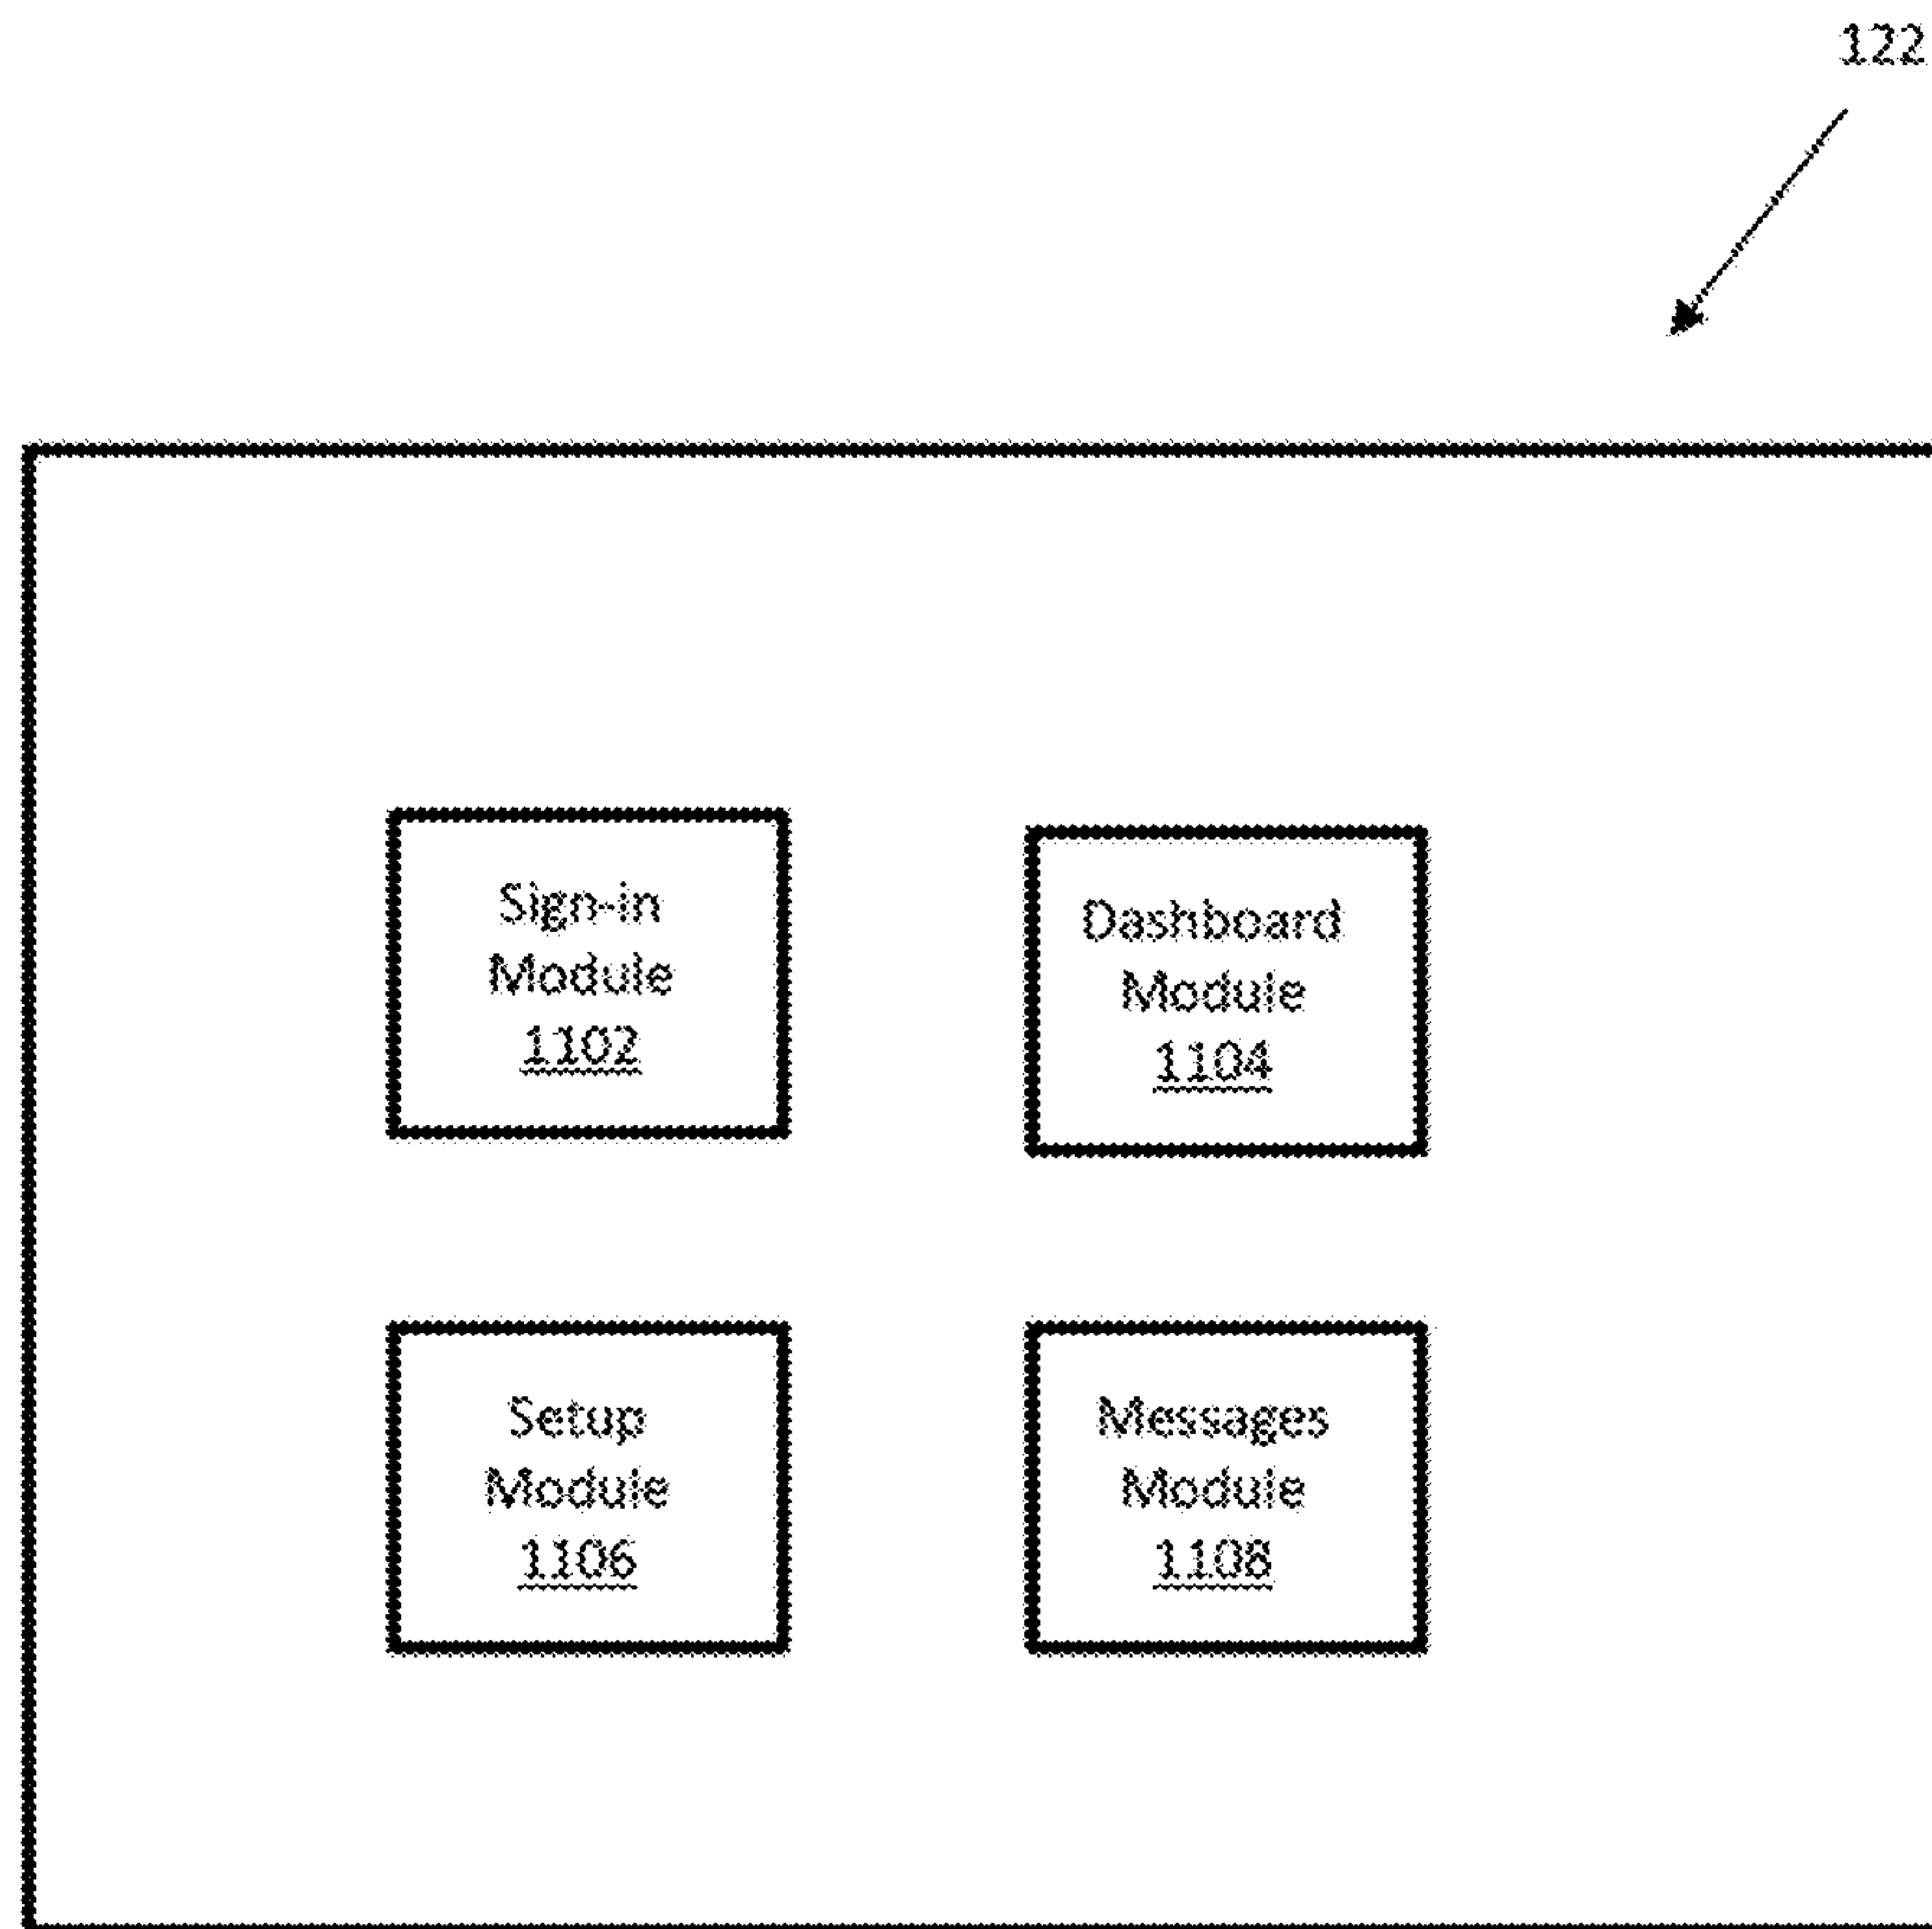 122
Sign-in
Module
1102
Dashboard
Module
1104
Setup
Module
1106
Messages
Module
1108